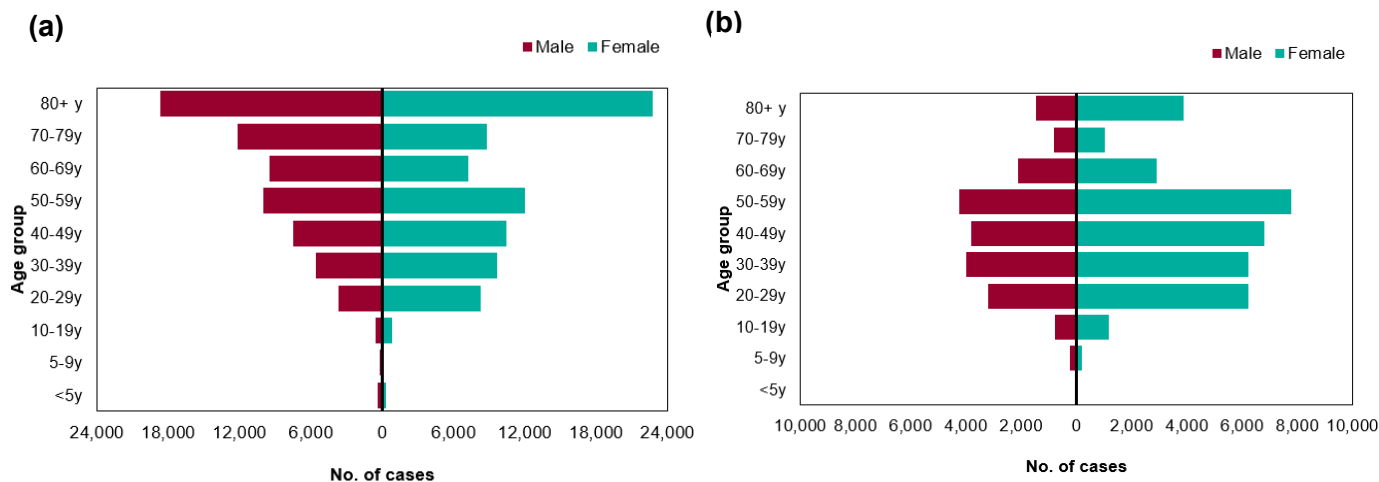 (a)
Male Female
Age group
80+ y
70-79y
60-69y
50-59y
40-49y
30-39y
20-29y
10-19y
5-9y
<5y
24,000 18,000 12,000 6,000 0 6,000 12,000 18,000 24,000
No. of cases
(b)
Male Female
Age group
80+ y
70-79y
60-69y
50-59y
40-49y
30-39y
20-29y
10-19y
5-9y
<5y
10,000 8,000 6,000 4,000 2,000 0 2,000 4,000 6,000 8,000 10,000
No. of cases